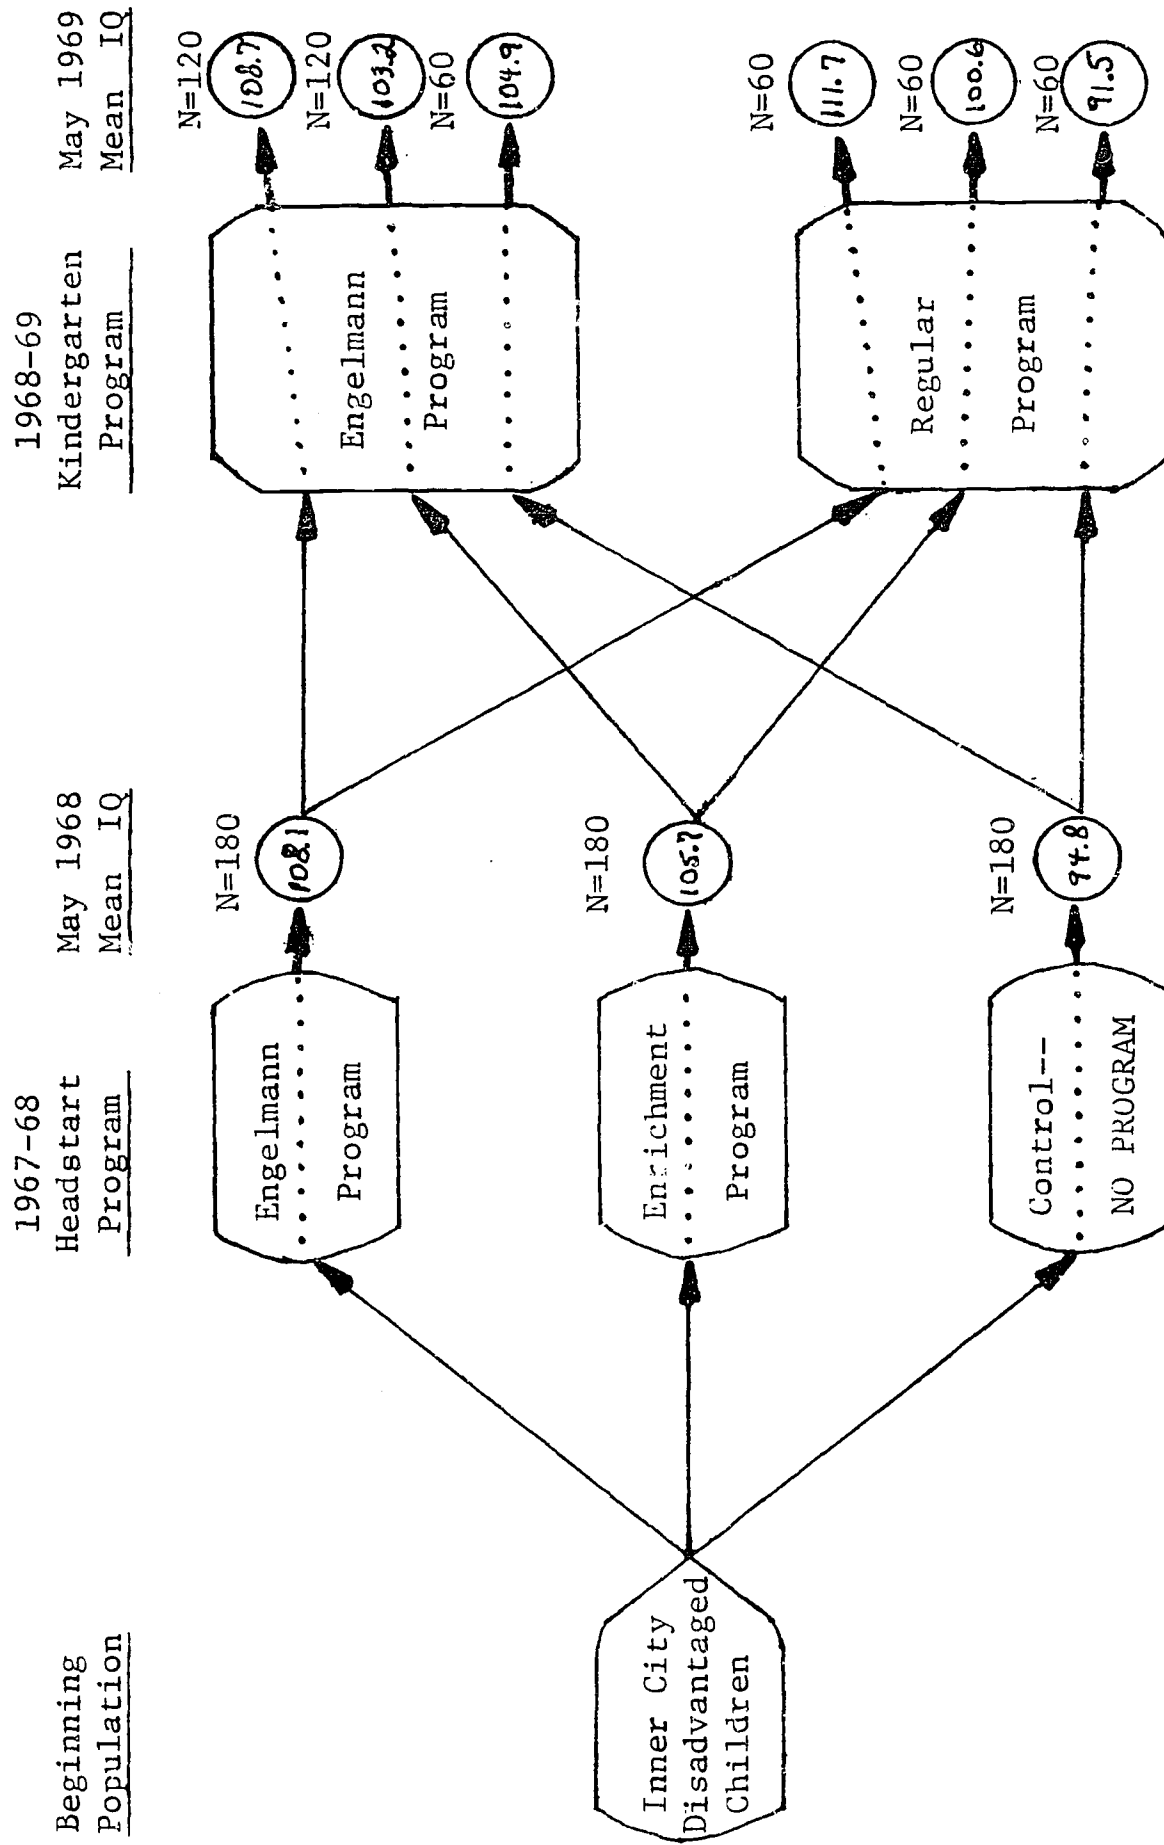 Beginning
Population
1967-68
Headstart
Program
May 1968
Mean IQ
1968-69
Kindergarten
Program
May 1969
Mean IQ
Inner City
Disadvantaged
Children
Engelmann
Program
N=180
108.1
Enrichment
Program
N=180
105.7
Control--
NO PROGRAM
N=180
94.8
Engelmann
Program
N=120
108.7
N=120
103.2
N=60
104.9
Regular
Program
N=60
111.7
N=60
100.6
N=60
91.5